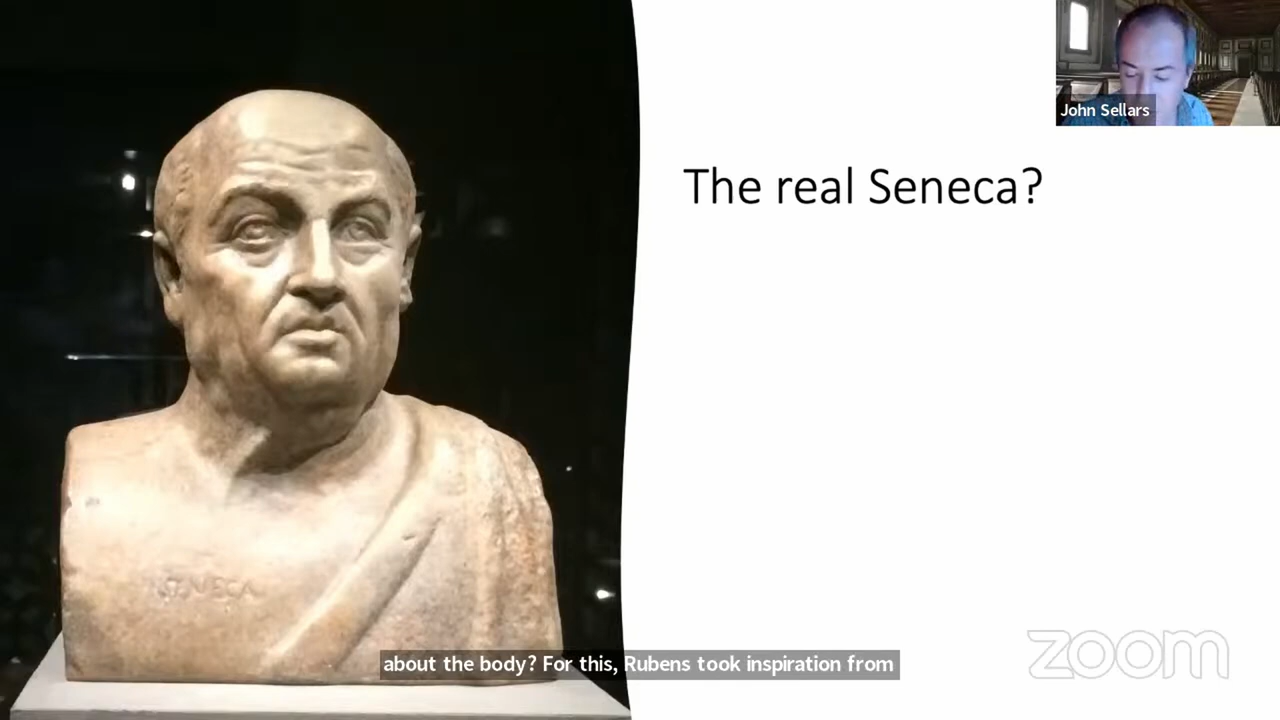 John Sellars
The real Seneca?
SENECA
about the body? For this, Rubens took inspiration from
zoom